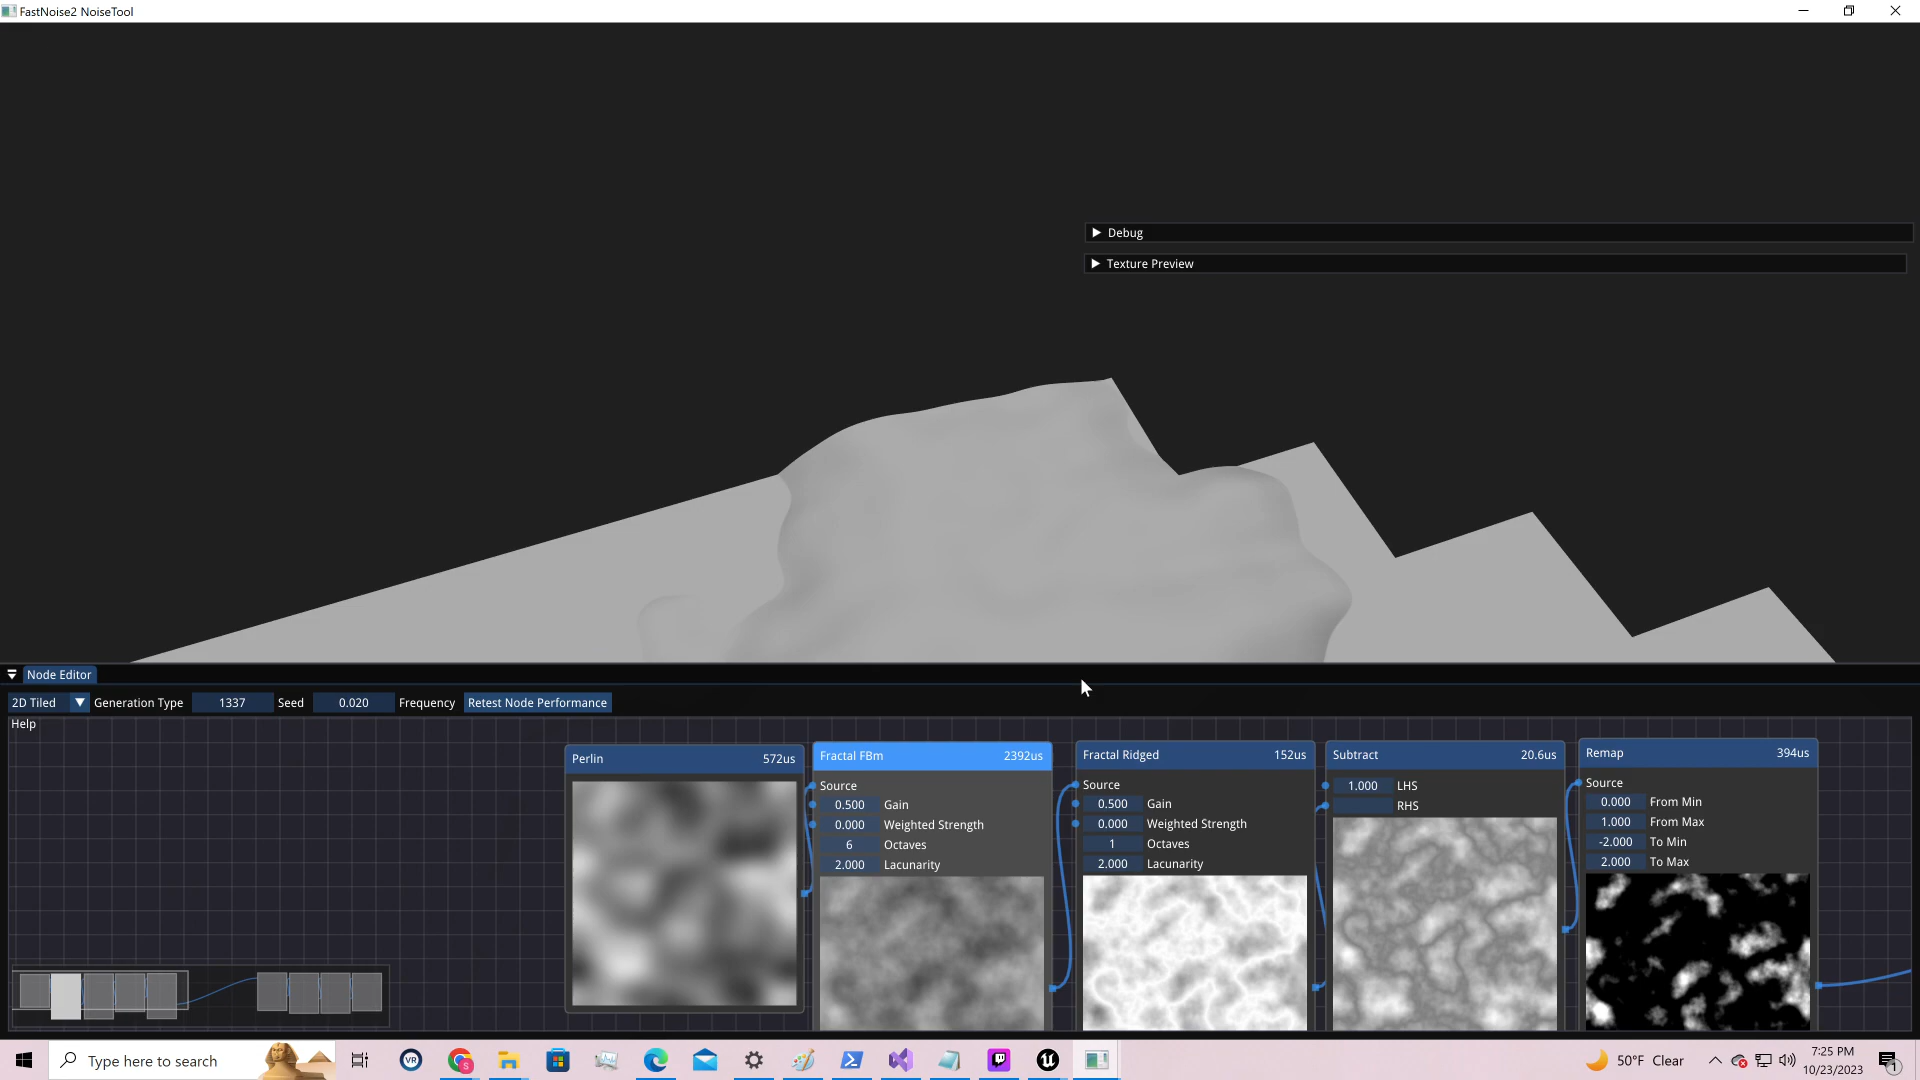 FastNoise2 NoiseTool
Debug
Texture Preview
Node Editor
2D Tiled Generation Type 1337 Seed 0.020 Frequency Retest Node Performance
Help
Perlin 572us
Fractal FBm 2392us
Source
0.500 Gain
0.000 Weighted Strength
6 Octaves
2.000 Lacunarity
Fractal Ridged 152us
Source
0.500 Gain
0.000 Weighted Strength
1 Octaves
2.000 Lacunarity
Subtract 20.6us
1.000 LHS
RHS
Remap 394us
Source
0.000 From Min
1.000 From Max
-2.000 To Min
2.000 To Max
Type here to search
VR
S
50°F Clear
7:25 PM
10/23/2023
1